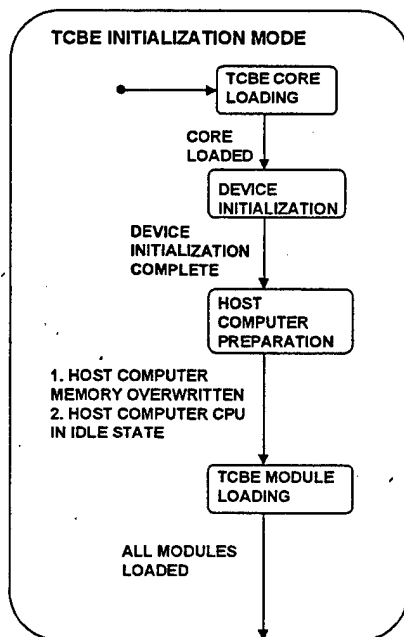 TCBE INITIALIZATION MODE
TCBE CORE
LOADING
CORE
LOADED
DEVICE
INITIALIZATION
DEVICE
INITIALIZATION
COMPLETE
HOST
COMPUTER
PREPARATION
1. HOST COMPUTER
MEMORY OVERWRITTEN
2. HOST COMPUTER CPU
IN IDLE STATE
TCBE MODULE
LOADING
ALL MODULES
LOADED